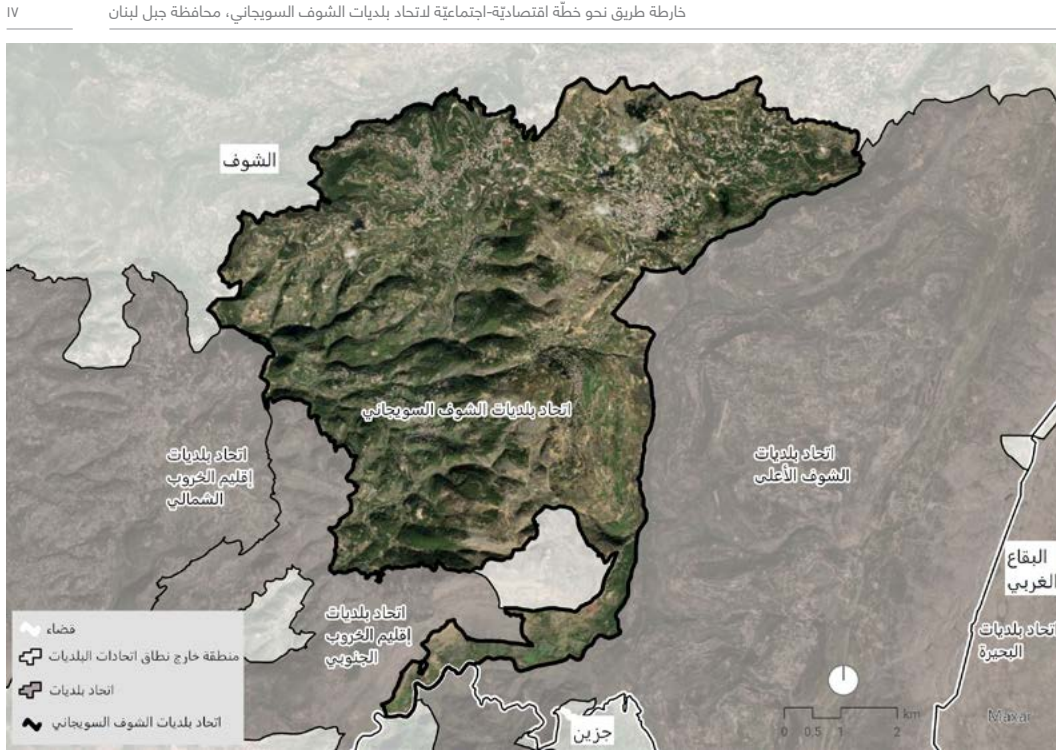 خارطة طريق نحو خطّة اقتصاديّة-اجتماعيّة لاتحاد بلديات الشوف السويجاني، محافظة جبل لبنان
١٧
الشوف
اتحاد بلديات الشوف السويجاني
اتحاد بلديات
إقليم الخروب
الشمالي
اتحاد بلديات
الشوف الأعلى
البقاع
الغربي
اتحاد بلديات
إقليم الخروب
الجنوبي
اتحاد بلديات
البحيرة
جزين
قضاء
منطقة خارج نطاق اتحادات البلديات
اتحاد بلديات
اتحاد بلديات الشوف السويجاني
km
0 0.5 1 2
Maxar